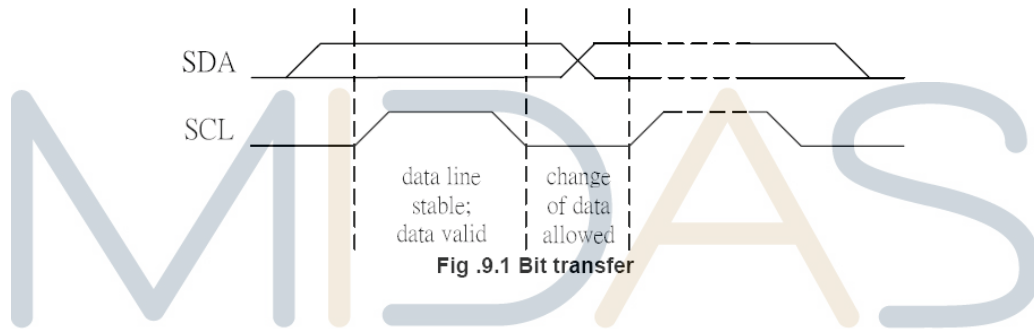 SDA
SCL
data line
stable;
data valid
change
of data
allowed
Fig .9.1 Bit transfer
MIDAS